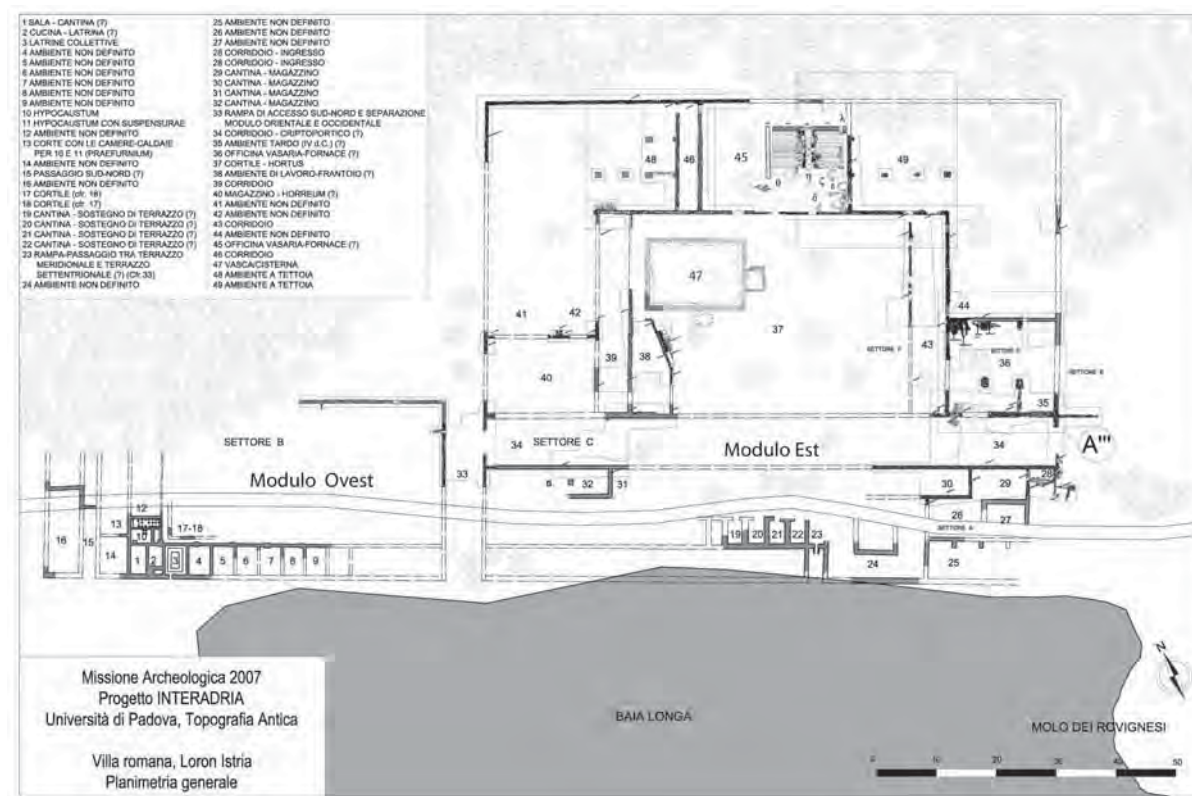 1 SALA - CANTINA (?)
2 CUCINA - LATRINA (?)
3 LATRINE COLLETTIVE
4 AMBIENTE NON DEFINITO
5 AMBIENTE NON DEFINITO
6 AMBIENTE NON DEFINITO
7 AMBIENTE NON DEFINITO
8 AMBIENTE NON DEFINITO
9 AMBIENTE NON DEFINITO
10 HYPOCAUSTUM
11 HYPOCAUSTUM CON SUSPENSURAE
12 AMBIENTE NON DEFINITO
13 CORTE CON LE CAMERE-CALDAIE
PER 10 E 11 (PRAEFURNIUM)
14 AMBIENTE NON DEFINITO
15 PASSAGGIO SUD-NORD (?)
16 AMBIENTE NON DEFINITO
17 CORTILE (cfr. 18)
18 CORTILE (cfr. 17)
19 CANTINA - SOSTEGNO DI TERRAZZO (?)
20 CANTINA - SOSTEGNO DI TERRAZZO (?)
21 CANTINA - SOSTEGNO DI TERRAZZO (?)
22 CANTINA - SOSTEGNO DI TERRAZZO (?)
23 RAMPA-PASSAGGIO TRA TERRAZZO
MERIDIONALE E TERRAZZO
SETTENTRIONALE (?) (Cfr.33)
24 AMBIENTE NON DEFINITO
25 AMBIENTE NON DEFINITO
26 AMBIENTE NON DEFINITO
27 AMBIENTE NON DEFINITO
28 CORRIDOIO - INGRESSO
28 CORRIDOIO - INGRESSO
29 CANTINA - MAGAZZINO
30 CANTINA - MAGAZZINO
31 CANTINA - MAGAZZINO
32 CANTINA - MAGAZZINO
33 RAMPA DI ACCESSO SUD-NORD E SEPARAZIONE
MODULO ORIENTALE E OCCIDENTALE
34 CORRIDOIO - CRIPTOPORTICO (?)
35 AMBIENTE TARDO (IV d.C.) (?)
36 OFFICINA VASARIA-FORNACE (?)
37 CORTILE - HORTUS
38 AMBIENTE DI LAVORO-FRANTOIO (?)
39 CORRIDOIO
40 MAGAZZINO - HORREUM (?)
41 AMBIENTE NON DEFINITO
42 AMBIENTE NON DEFINITO
43 CORRIDOIO
44 AMBIENTE NON DEFINITO
45 OFFICINA VASARIA-FORNACE (?)
46 CORRIDOIO
47 VASCA/CISTERNA
48 AMBIENTE A TETTOIA
49 AMBIENTE A TETTOIA
48 46 45 49
λ
θ η ς ε
δ
47
41 42 44
39 38 37 43 36
SETTORE F
SETTORE D
SETTORE E
40
35
SETTORE B
34 SETTORE C
Modulo Est
34
A'''
Modulo Ovest
33
32 31
30 29 28
12
13 10
17-18
16 15
14 1 2 3 4 5 6 7 8 9
19 20 21 22 23
26 27
SETTORE A
24 25
N
Missione Archeologica 2007
Progetto INTERADRIA
Università di Padova, Topografia Antica
Villa romana, Loron Istria
Planimetria generale
BAIA LONGA
MOLO DEI ROVIGNESI
0 10 20 30 40 50